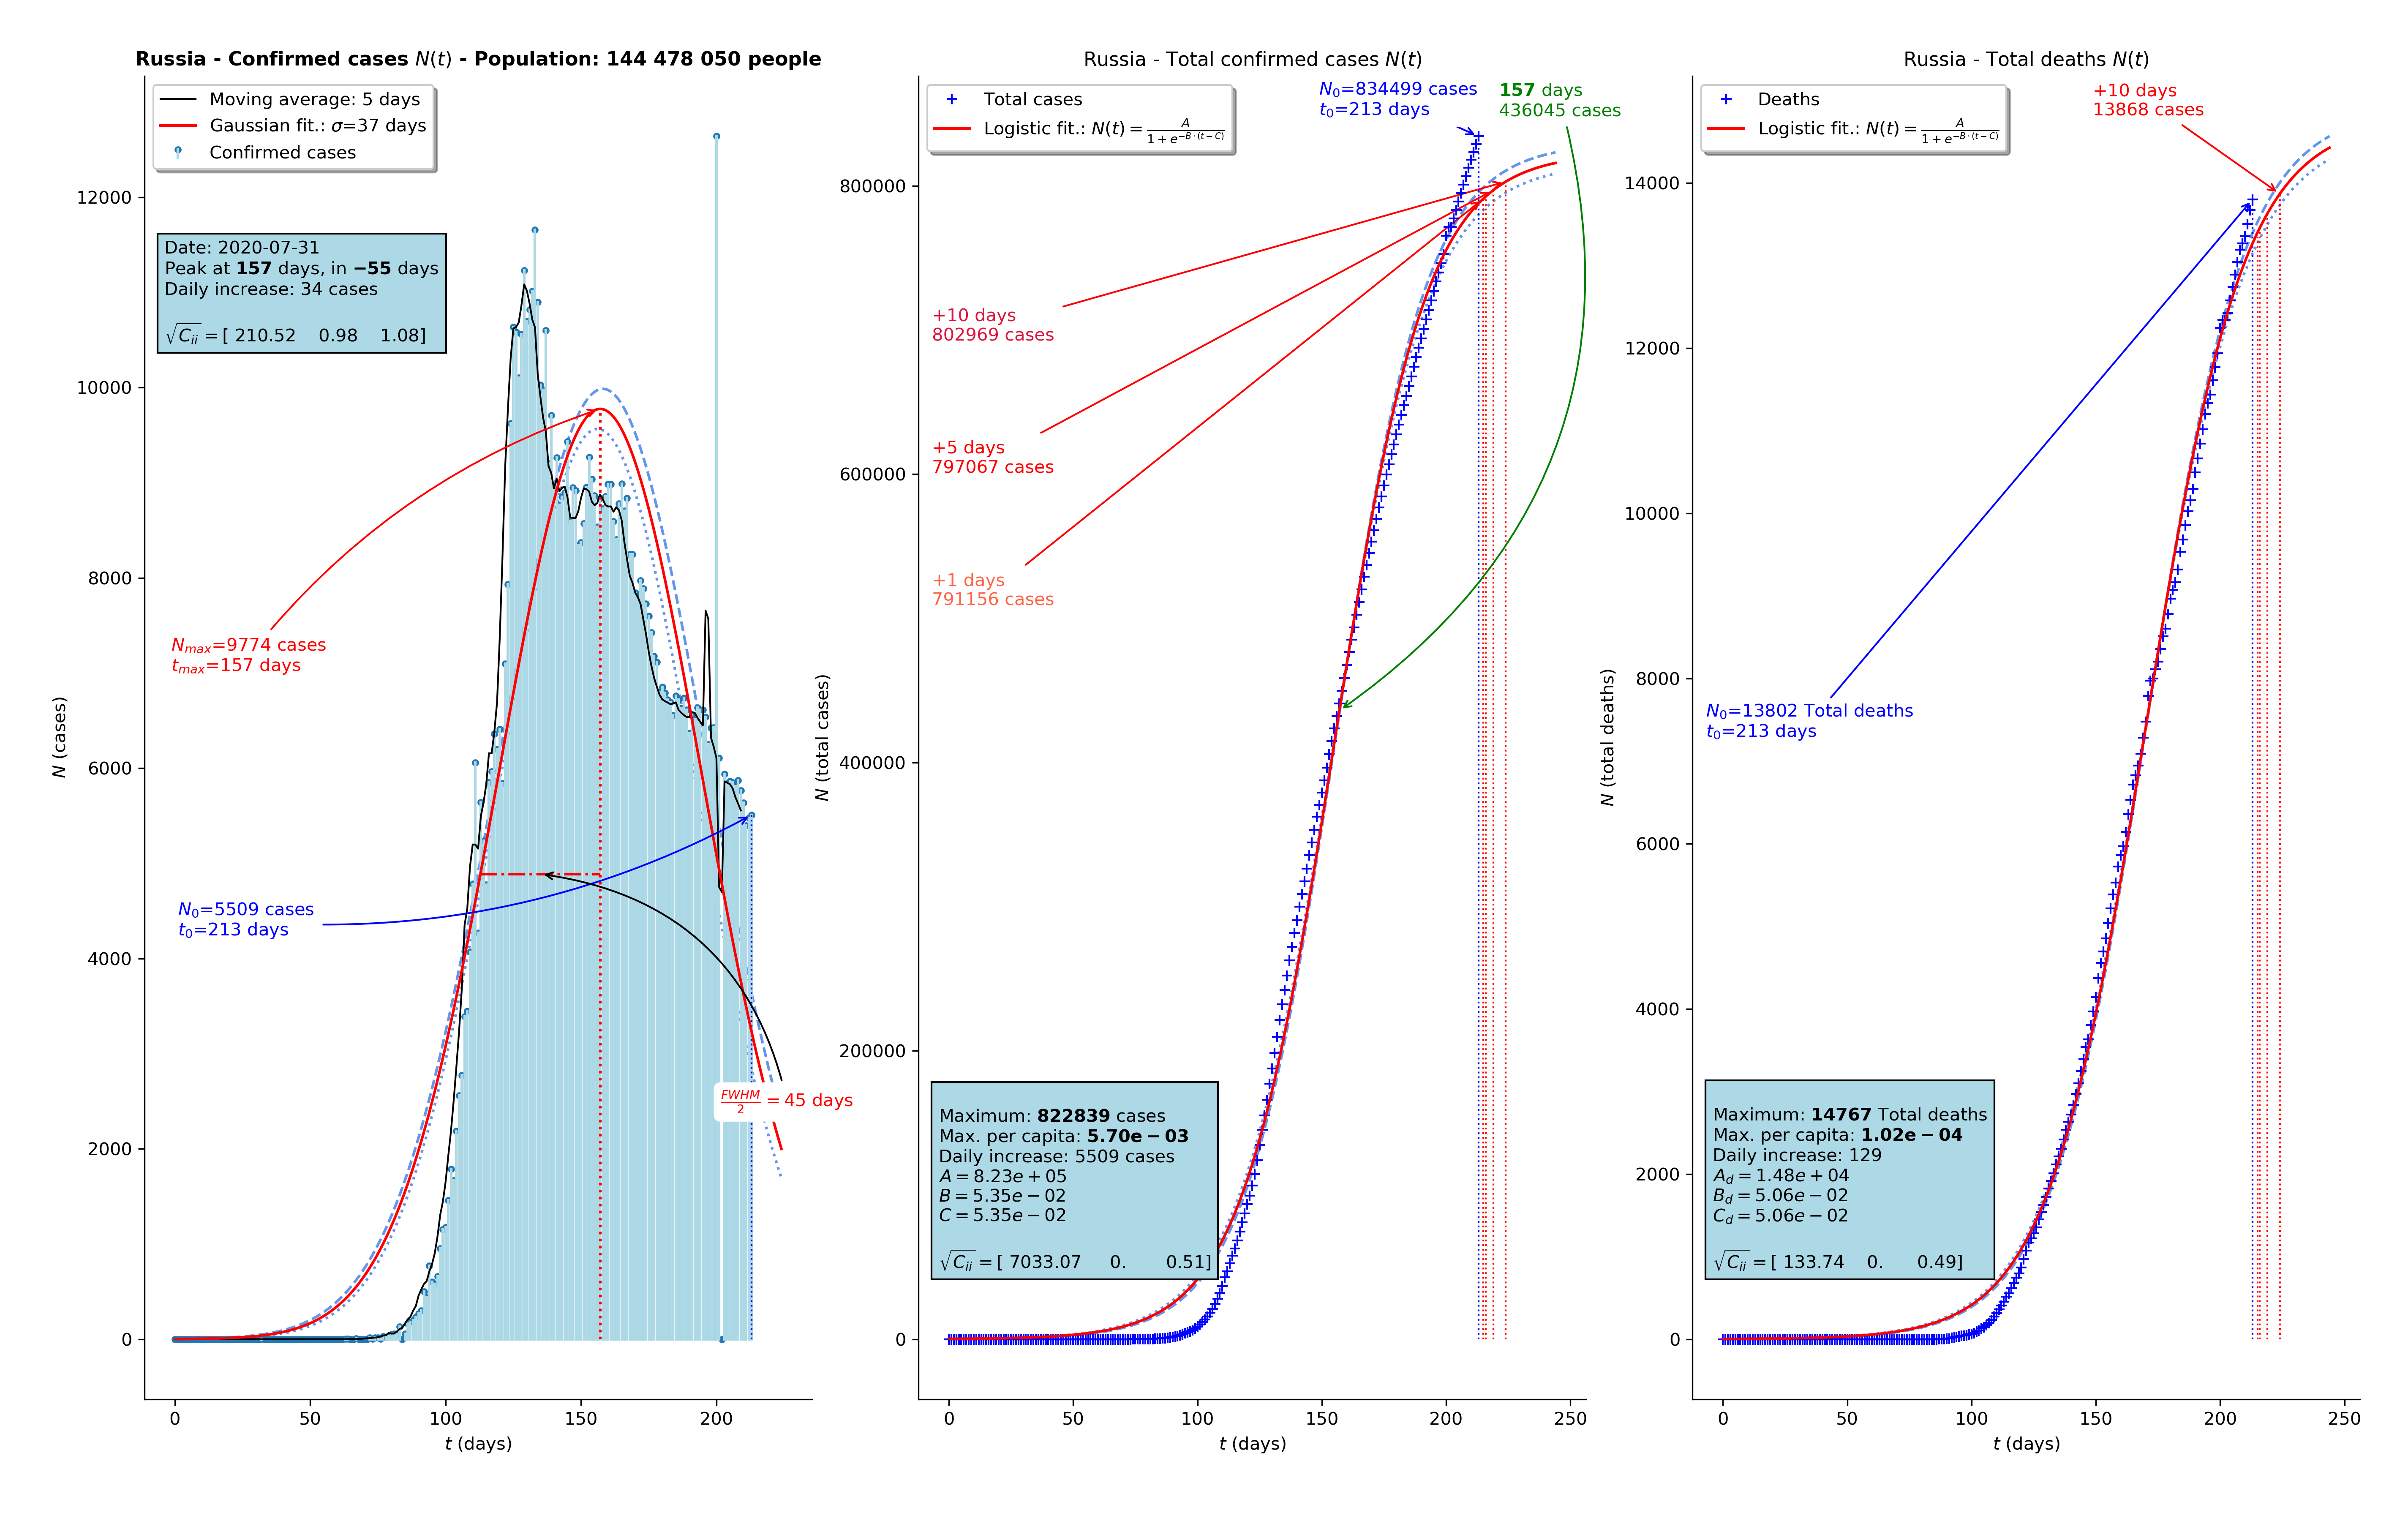 Russia - Confirmed cases N(t) - Population: 144 478 050 people
Moving average: 5 days
Gaussian fit.: σ=37 days
Confirmed cases
Date: 2020-07-31
Peak at 157 days, in −55 days
Daily increase: 34 cases
√C_ii = [ 210.52 0.98 1.08]
N_max=9774 cases
t_max=157 days
N_0=5509 cases
t_0=213 days
FWHM/2 = 45 days
12000
10000
8000
6000
4000
2000
0
N (cases)
0 50 100 150 200
t (days)
Russia - Total confirmed cases N(t)
Total cases
Logistic fit.: N(t) = A/(1 + e^{−B·(t−C)})
N_0=834499 cases
t_0=213 days
157 days
436045 cases
+10 days
802969 cases
+5 days
797067 cases
+1 days
791156 cases
Maximum: 822839 cases
Max. per capita: 5.70e − 03
Daily increase: 5509 cases
A = 8.23e + 05
B = 5.35e − 02
C = 5.35e − 02
√C_ii = [ 7033.07 0. 0.51]
800000
600000
400000
200000
0
N (total cases)
0 50 100 150 200 250
t (days)
Russia - Total deaths N(t)
Deaths
Logistic fit.: N(t) = A/(1 + e^{−B·(t−C)})
+10 days
13868 cases
N_0=13802 Total deaths
t_0=213 days
Maximum: 14767 Total deaths
Max. per capita: 1.02e − 04
Daily increase: 129
A_d = 1.48e + 04
B_d = 5.06e − 02
C_d = 5.06e − 02
√C_ii = [ 133.74 0. 0.49]
14000
12000
10000
8000
6000
4000
2000
0
N (total deaths)
0 50 100 150 200 250
t (days)